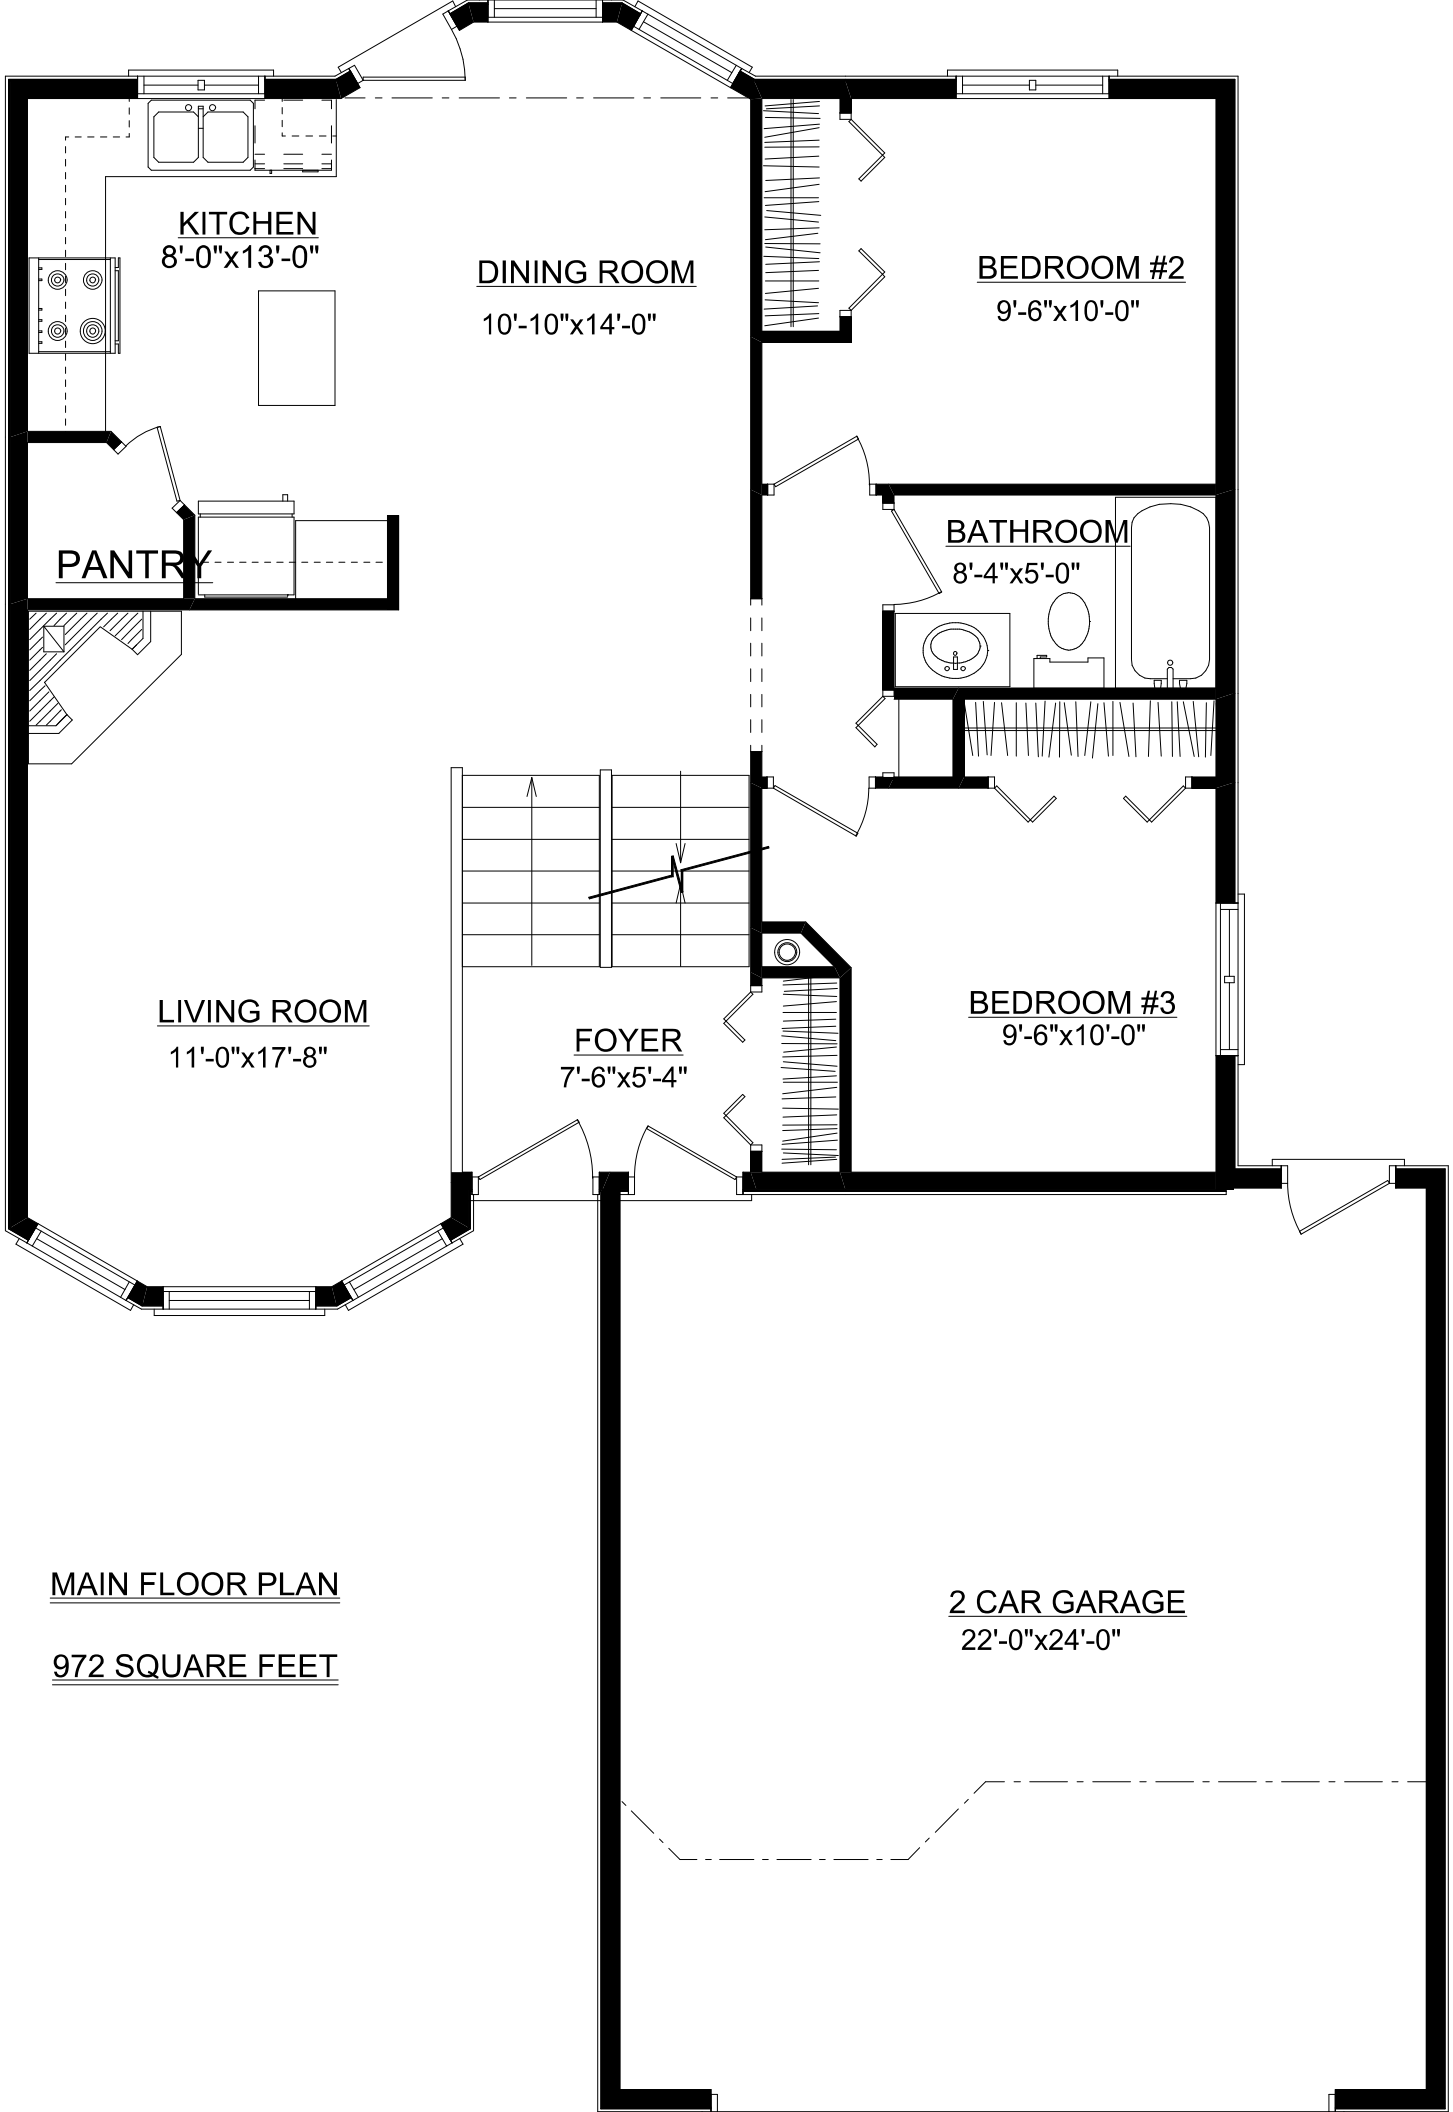 KITCHEN
8'-0"x13'-0"
DINING ROOM
10'-10"x14'-0"
BEDROOM #2
9'-6"x10'-0"
BATHROOM
8'-4"x5'-0"
PANTRY
LIVING ROOM
11'-0"x17'-8"
FOYER
7'-6"x5'-4"
BEDROOM #3
9'-6"x10'-0"
MAIN FLOOR PLAN
972 SQUARE FEET
2 CAR GARAGE
22'-0"x24'-0"